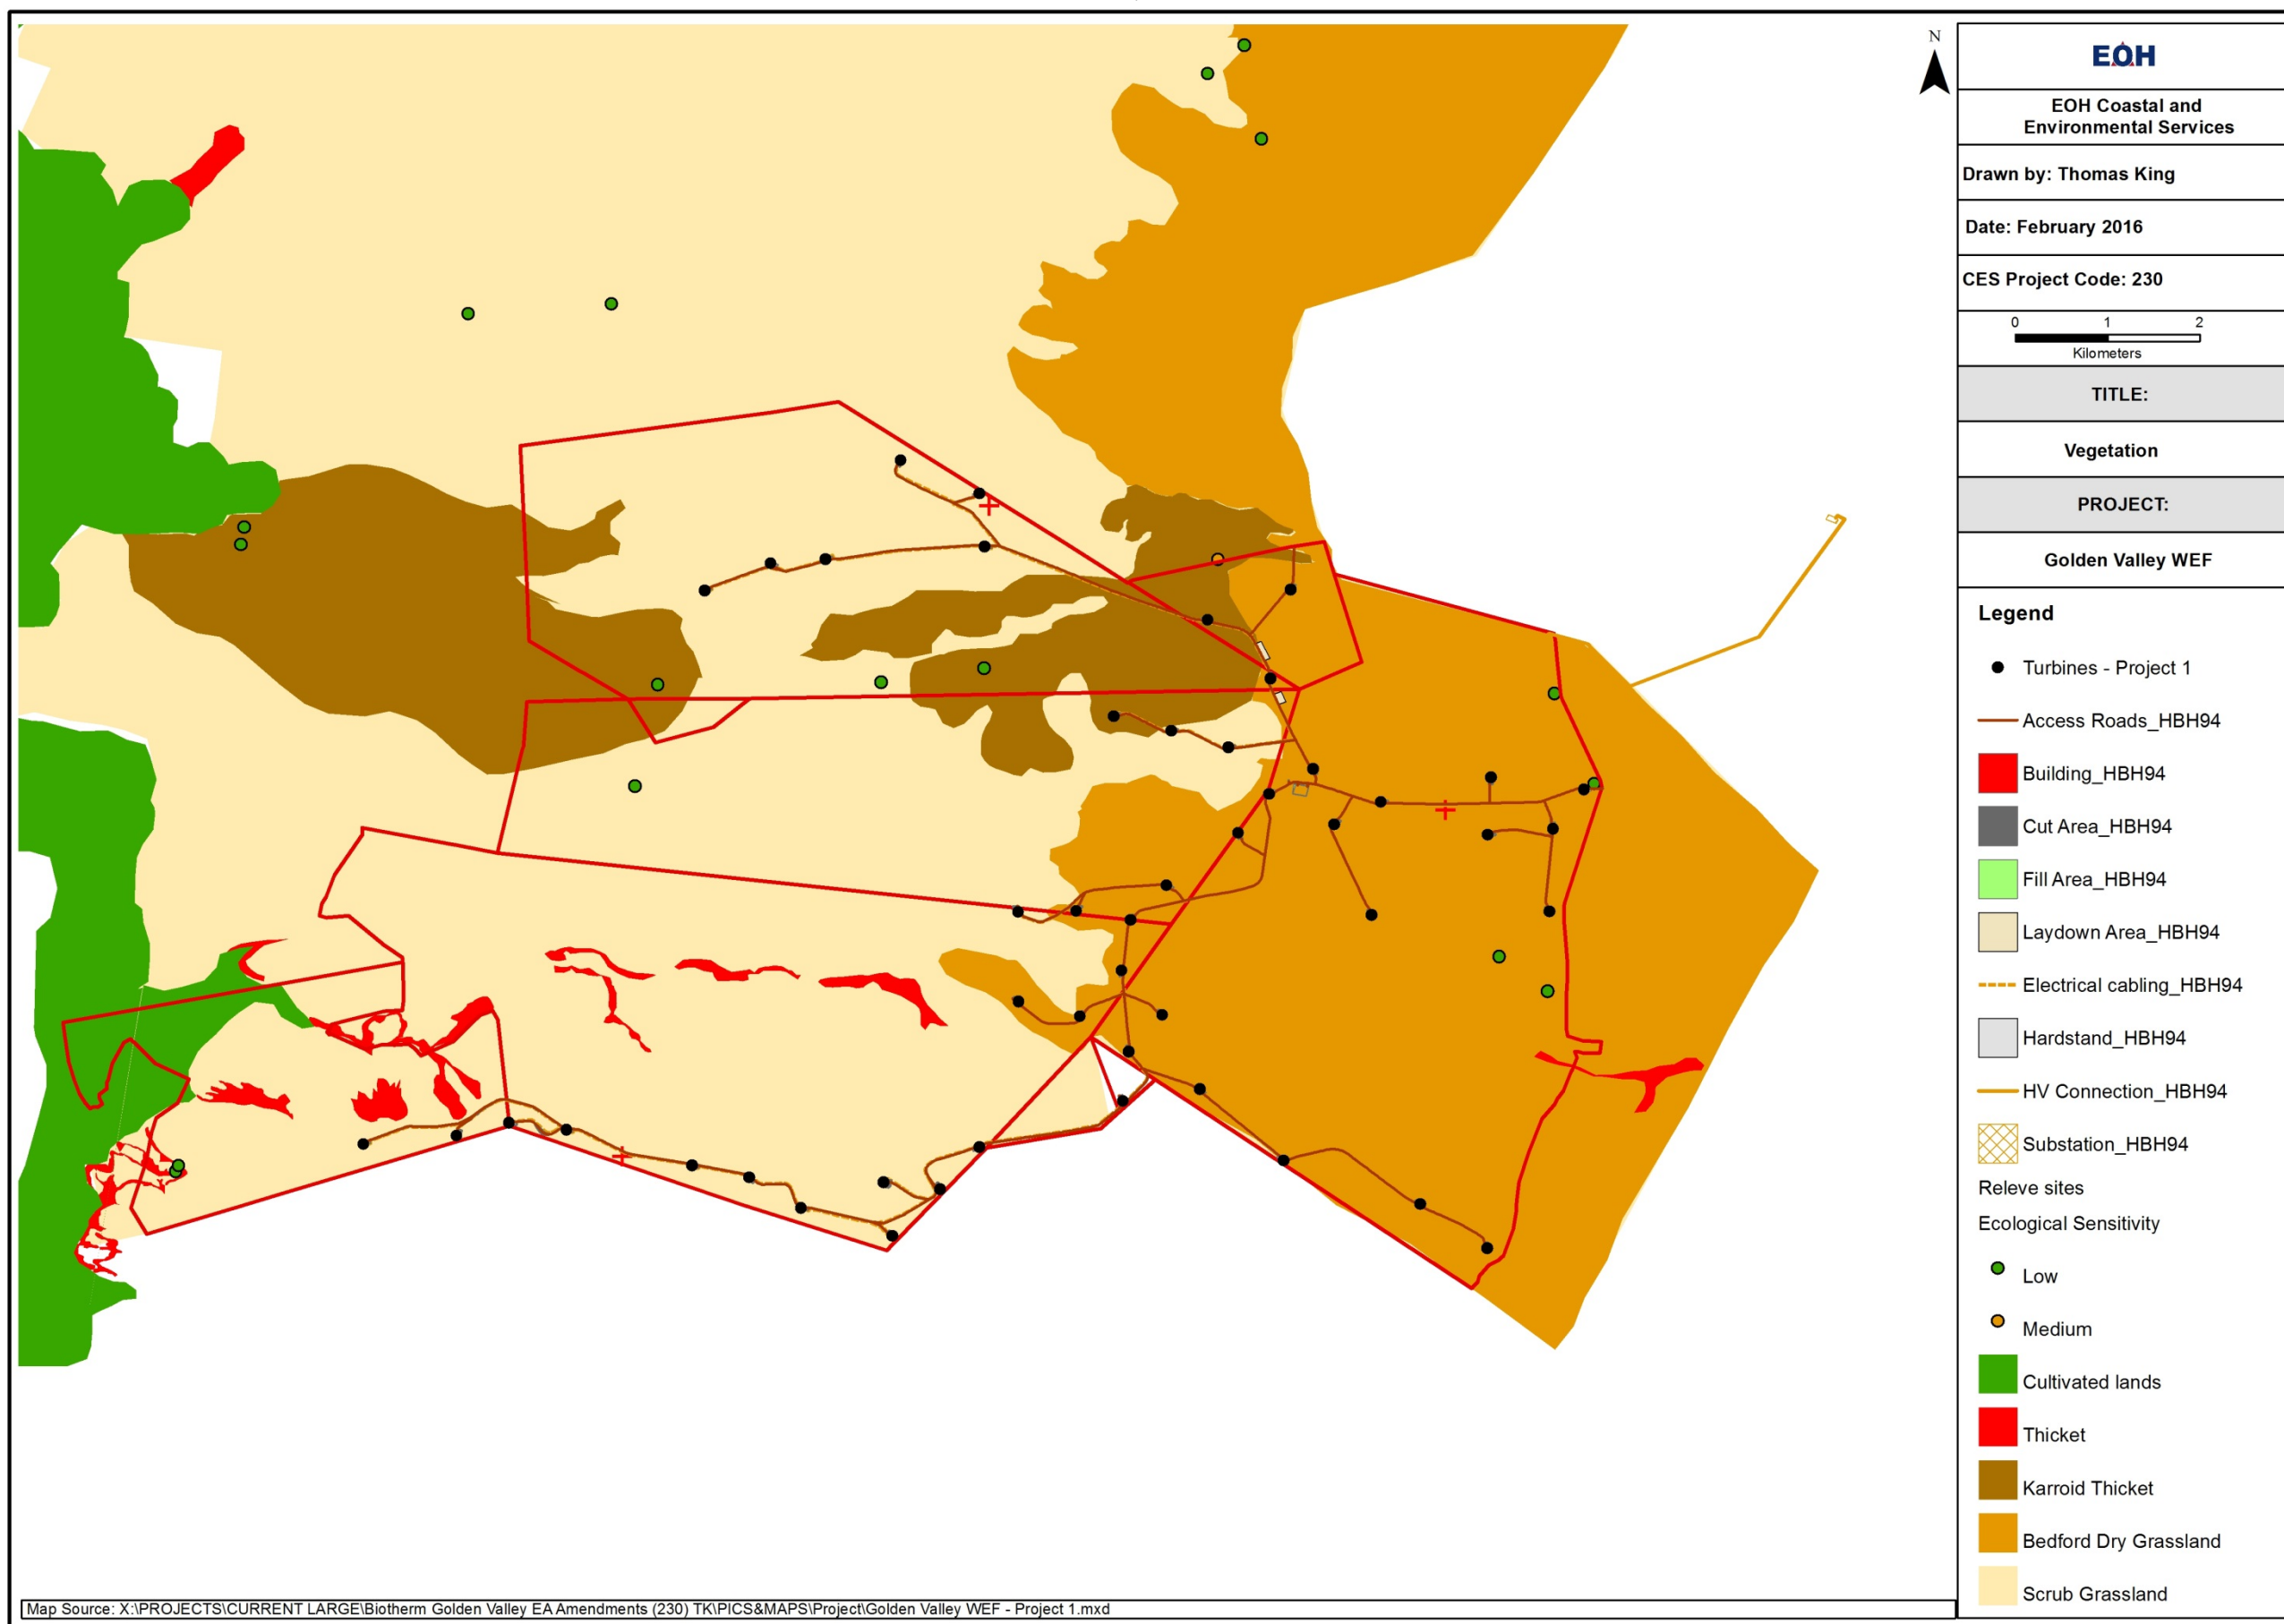 N
EOH
EOH Coastal and
Environmental Services
Drawn by: Thomas King
Date: February 2016
CES Project Code: 230
0 1 2
Kilometers
TITLE:
Vegetation
PROJECT:
Golden Valley WEF
Legend
Turbines - Project 1
Access Roads_HBH94
Building_HBH94
Cut Area_HBH94
Fill Area_HBH94
Laydown Area_HBH94
Electrical cabling_HBH94
Hardstand_HBH94
HV Connection_HBH94
Substation_HBH94
Releve sites
Ecological Sensitivity
Low
Medium
Cultivated lands
Thicket
Karroid Thicket
Bedford Dry Grassland
Scrub Grassland
Map Source: X:\PROJECTS\CURRENT LARGE\Biotherm Golden Valley EA Amendments (230) TK\PICS&MAPS\Project\Golden Valley WEF - Project 1.mxd